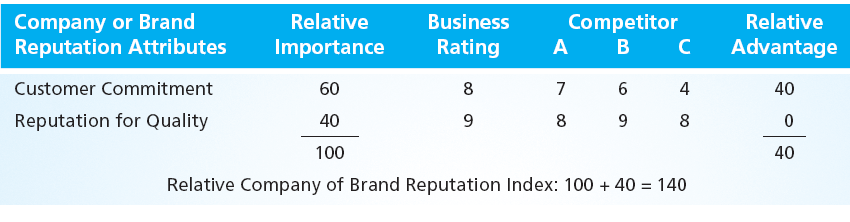 Company or Brand Relative Business Competitor Relative
Reputation Attributes Importance Rating A B C Advantage
Customer Commitment 60 8 7 6 4 40
Reputation for Quality 40 9 8 9 8 0
100 40
Relative Company of Brand Reputation Index: 100 + 40 = 140